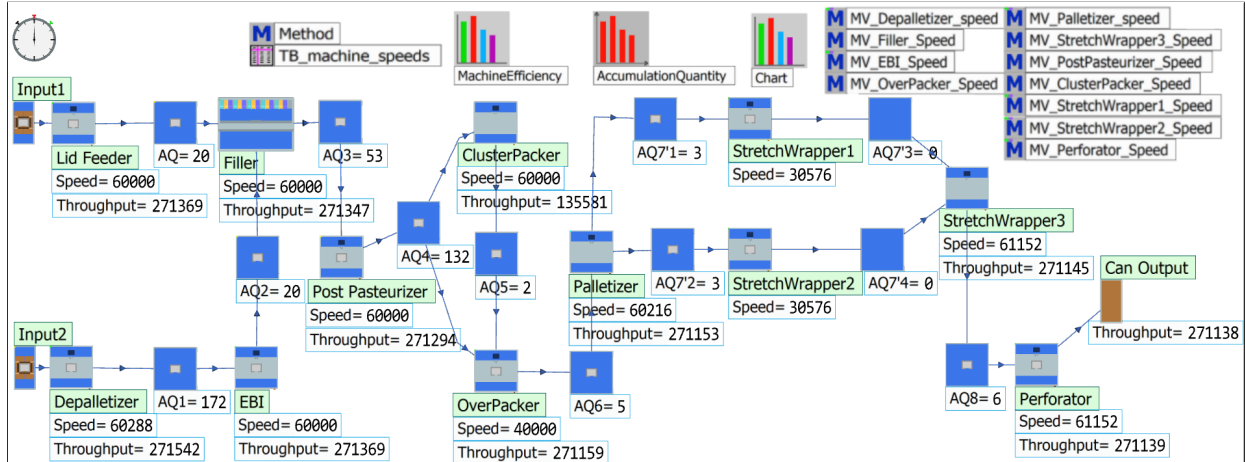 Method
TB_machine_speeds
MachineEfficiency
AccumulationQuantity
Chart
MV_Depalletizer_speed
MV_Filler_Speed
MV_EBI_Speed
MV_OverPacker_Speed
MV_Palletizer_speed
MV_StretchWrapper3_Speed
MV_PostPasteurizer_Speed
MV_ClusterPacker_Speed
MV_StretchWrapper1_Speed
MV_StretchWrapper2_Speed
MV_Perforator_Speed
Input1
Lid Feeder
Speed= 60000
Throughput= 271369
AQ= 20
Filler
Speed= 60000
Throughput= 271347
AQ3= 53
ClusterPacker
Speed= 60000
Throughput= 135581
AQ7'1= 3
StretchWrapper1
Speed= 30576
AQ7'3= 0
StretchWrapper3
Speed= 61152
Throughput= 271145
AQ2= 20
Post Pasteurizer
Speed= 60000
Throughput= 271294
AQ4= 132
AQ5= 2
Palletizer
Speed= 60216
Throughput= 271153
AQ7'2= 3
StretchWrapper2
Speed= 30576
AQ7'4= 0
Can Output
Throughput= 271138
Input2
Depalletizer
Speed= 60288
Throughput= 271542
AQ1= 172
EBI
Speed= 60000
Throughput= 271369
OverPacker
Speed= 40000
Throughput= 271159
AQ6= 5
AQ8= 6
Perforator
Speed= 61152
Throughput= 271139